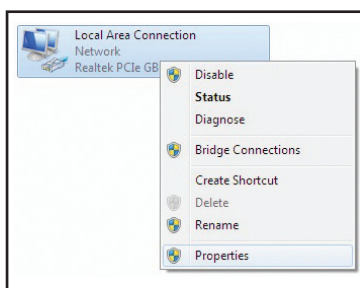 Local Area Connection
Network
Realtek PCIe GB
Disable
Status
Diagnose
Bridge Connections
Create Shortcut
Delete
Rename
Properties